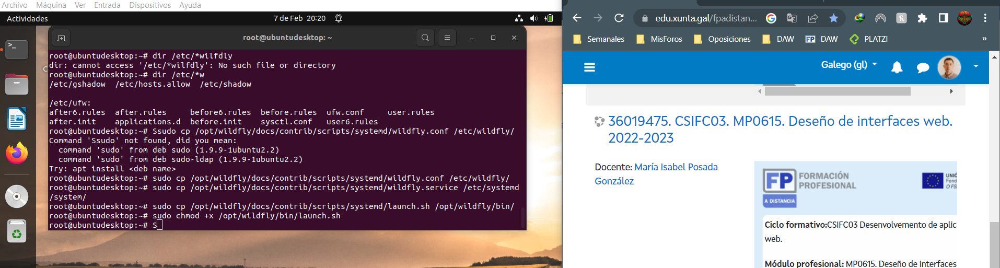 Archivo Máquina Ver Entrada Dispositivos Ayuda
Actividades
7 de Feb 20:20
root@ubuntudesktop: ~
root@ubuntudesktop:~# dir /etc/*wilfdly
dir: cannot access '/etc/*wilfdly': No such file or directory
root@ubuntudesktop:~# dir /etc/*w
/etc/gshadow /etc/hosts.allow /etc/shadow
/etc/ufw:
after6.rules after.rules before6.rules before.rules ufw.conf user.rules
after.init applications.d before.init sysctl.conf user6.rules
root@ubuntudesktop:~# Ssudo cp /opt/wildfly/docs/contrib/scripts/systemd/wildfly.conf /etc/wildfly/
Command 'Ssudo' not found, did you mean:
command 'sudo' from deb sudo (1.9.9-1ubuntu2.2)
command 'sudo' from deb sudo-ldap (1.9.9-1ubuntu2.2)
Try: apt install <deb name>
root@ubuntudesktop:~# sudo cp /opt/wildfly/docs/contrib/scripts/systemd/wildfly.conf /etc/wildfly/
root@ubuntudesktop:~# sudo cp /opt/wildfly/docs/contrib/scripts/systemd/wildfly.service /etc/systemd
/system/
root@ubuntudesktop:~# sudo cp /opt/wildfly/docs/contrib/scripts/systemd/launch.sh /opt/wildfly/bin/
root@ubuntudesktop:~# sudo chmod +x /opt/wildfly/bin/launch.sh
root@ubuntudesktop:~# S
edu.xunta.gal/fpadistan...
Semanales MisForos Oposiciones DAW FP DAW PLATZI »
Galego (gl)
36019475. CSIFC03. MP0615. Deseño de interfaces web.
2022-2023
Docente: María Isabel Posada
González
FP FORMACIÓN
PROFESIONAL
A DISTANCIA
UNIÓ
Fond
O FS
Ciclo formativo:CSIFC03 Desenvolvemento de aplica
web.
Módulo profesional: MP0615. Deseño de interfaces